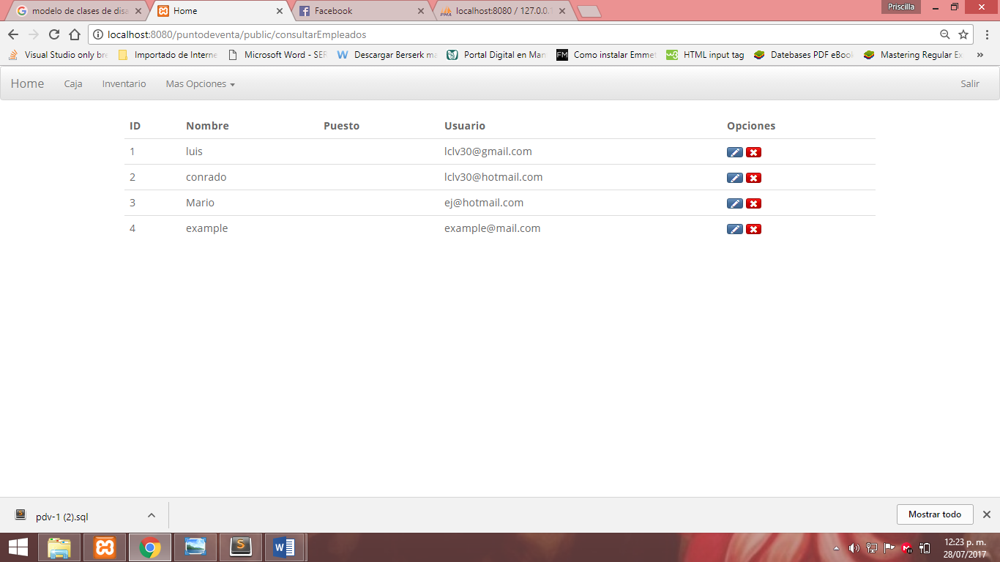 modelo de clases de disa
Home
Facebook
localhost:8080 / 127.0.0.1
Priscilla
localhost:8080/puntodeventa/public/consultarEmpleados
Visual Studio only bre
Importado de Interne
Microsoft Word - SEP
Descargar Berserk ma
Portal Digital en Man
FM Como instalar Emmet
HTML input tag
Datebases PDF eBook
Mastering Regular Ex
»
Home Caja Inventario Mas Opciones Salir
ID Nombre Puesto Usuario Opciones
1 luis lclv30@gmail.com
2 conrado lclv30@hotmail.com
3 Mario ej@hotmail.com
4 example example@mail.com
pdv-1 (2).sql
Mostrar todo
12:23 p. m.
28/07/2017